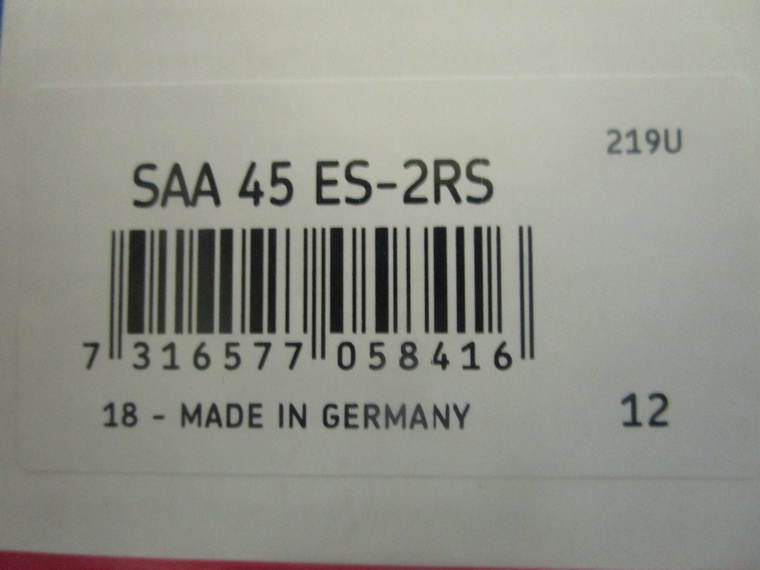 219U
SAA 45 ES-2RS
7 316577 058416
18 - MADE IN GERMANY
12